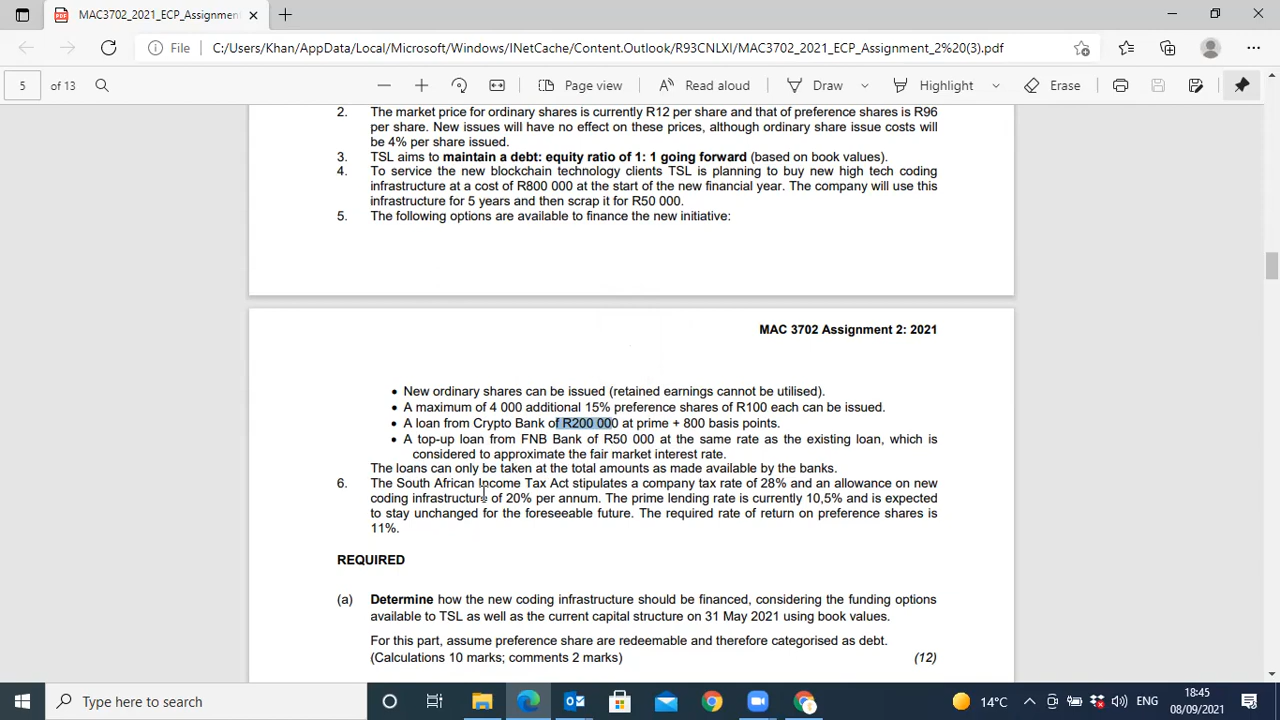 MAC3702_2021_ECP_Assignment_
File
C:/Users/Khan/AppData/Local/Microsoft/Windows/INetCache/Content.Outlook/R93CNLXI/MAC3702_2021_ECP_Assignment_2%20(3).pdf
5 of 13
Page view
Read aloud
Draw
Highlight
Erase
2. The market price for ordinary shares is currently R12 per share and that of preference shares is R96
per share. New issues will have no effect on these prices, although ordinary share issue costs will
be 4% per share issued.
3. TSL aims to maintain a debt: equity ratio of 1: 1 going forward (based on book values).
4. To service the new blockchain technology clients TSL is planning to buy new high tech coding
infrastructure at a cost of R800 000 at the start of the new financial year. The company will use this
infrastructure for 5 years and then scrap it for R50 000.
5. The following options are available to finance the new initiative:
MAC 3702 Assignment 2: 2021
• New ordinary shares can be issued (retained earnings cannot be utilised).
• A maximum of 4 000 additional 15% preference shares of R100 each can be issued.
• A loan from Crypto Bank of R200 000 at prime + 800 basis points.
• A top-up loan from FNB Bank of R50 000 at the same rate as the existing loan, which is
considered to approximate the fair market interest rate.
The loans can only be taken at the total amounts as made available by the banks.
6. The South African Income Tax Act stipulates a company tax rate of 28% and an allowance on new
coding infrastructure of 20% per annum. The prime lending rate is currently 10,5% and is expected
to stay unchanged for the foreseeable future. The required rate of return on preference shares is
11%.
REQUIRED
(a) Determine how the new coding infrastructure should be financed, considering the funding options
available to TSL as well as the current capital structure on 31 May 2021 using book values.
For this part, assume preference share are redeemable and therefore categorised as debt.
(Calculations 10 marks; comments 2 marks) (12)
Type here to search
14°C
ENG
18:45
08/09/2021